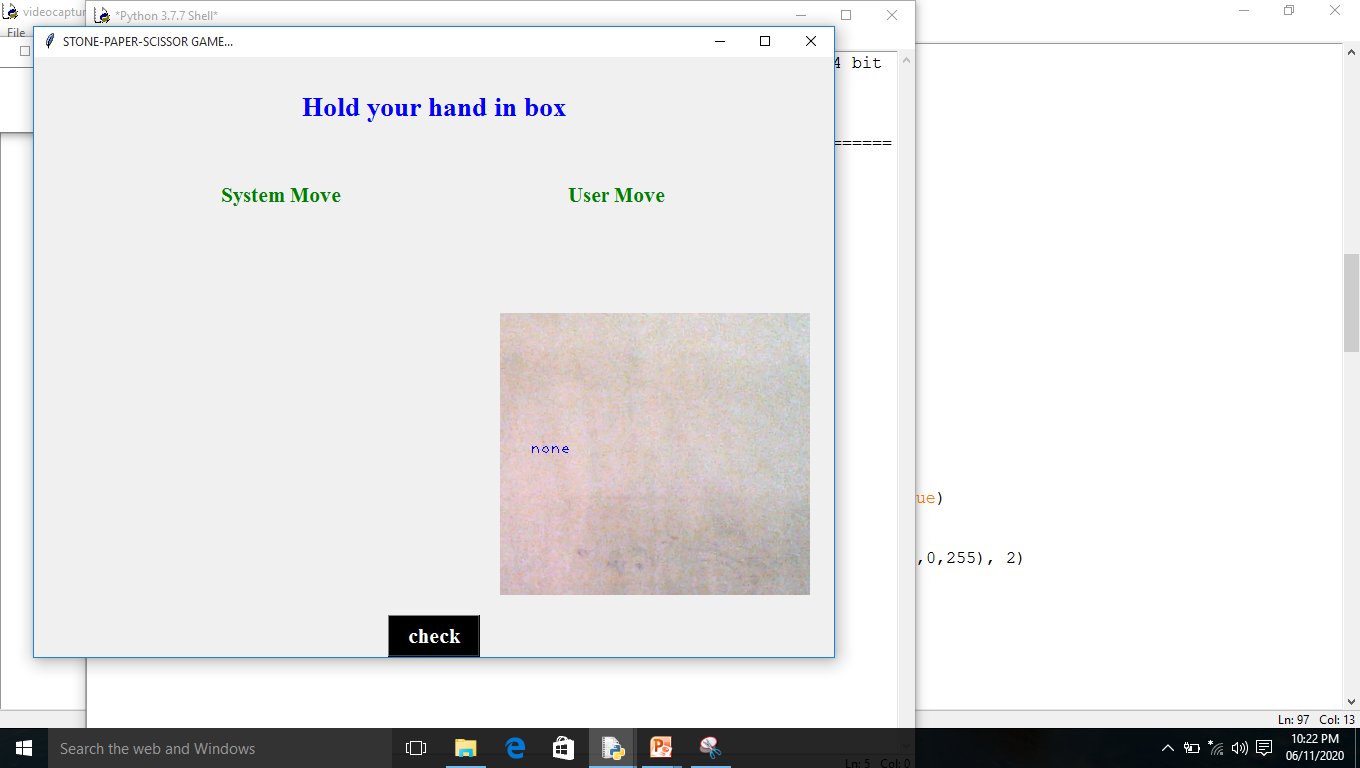 videocaptur
*Python 3.7.7 Shell*
File
STONE-PAPER-SCISSOR GAME...
4 bit
Hold your hand in box
======
System Move
User Move
none
ue)
,0,255), 2)
check
Ln: 97 Col: 13
Search the web and Windows
10:22 PM
06/11/2020
Ln: 5 Col: 0